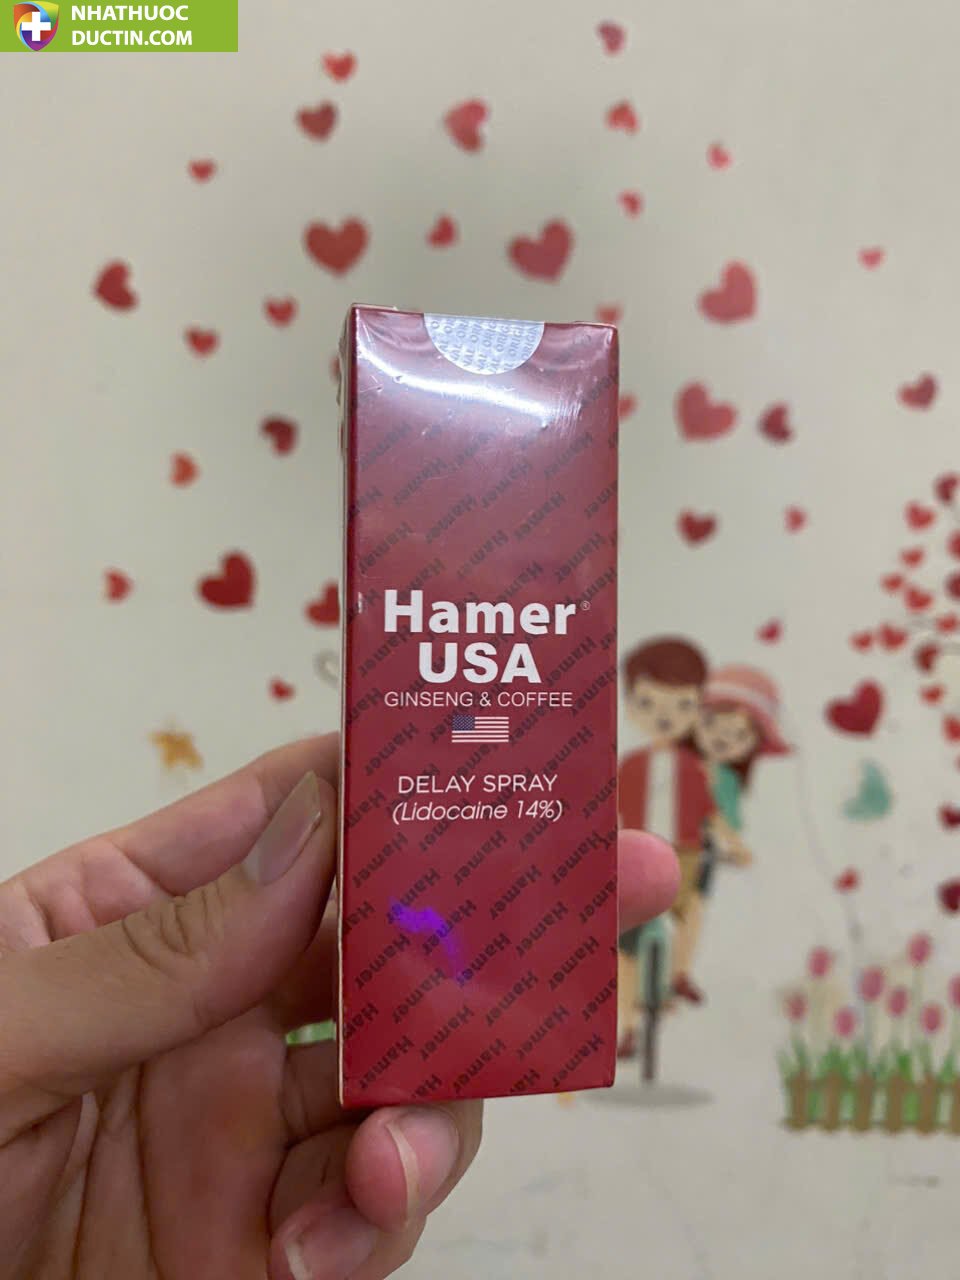 NHATHUOC
DUCTIN.COM
Hamer®
USA
GINSENG & COFFEE
DELAY SPRAY
(Lidocaine 14%)